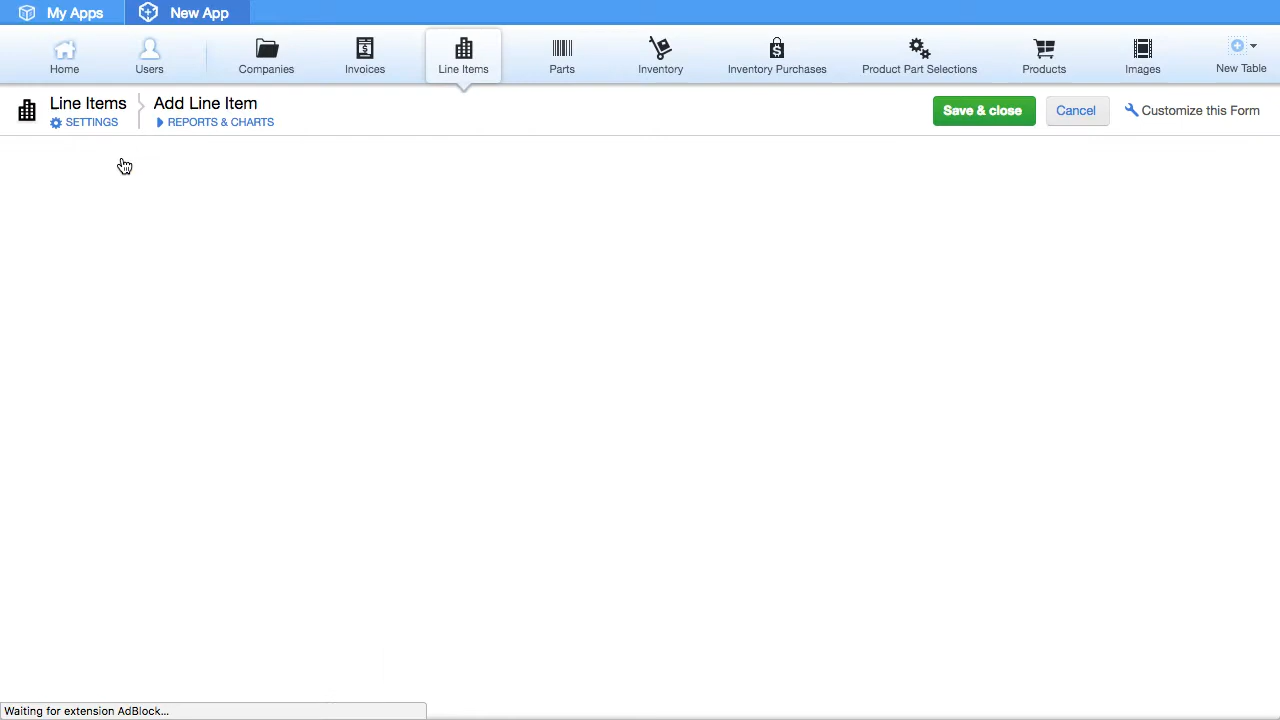 My Apps
New App
Home
Users
Companies
Invoices
Line Items
Parts
Inventory
Inventory Purchases
Product Part Selections
Products
Images
New Table
Line Items
Add Line Item
SETTINGS
REPORTS & CHARTS
Save & close
Cancel
Customize this Form
Waiting for extension AdBlock...